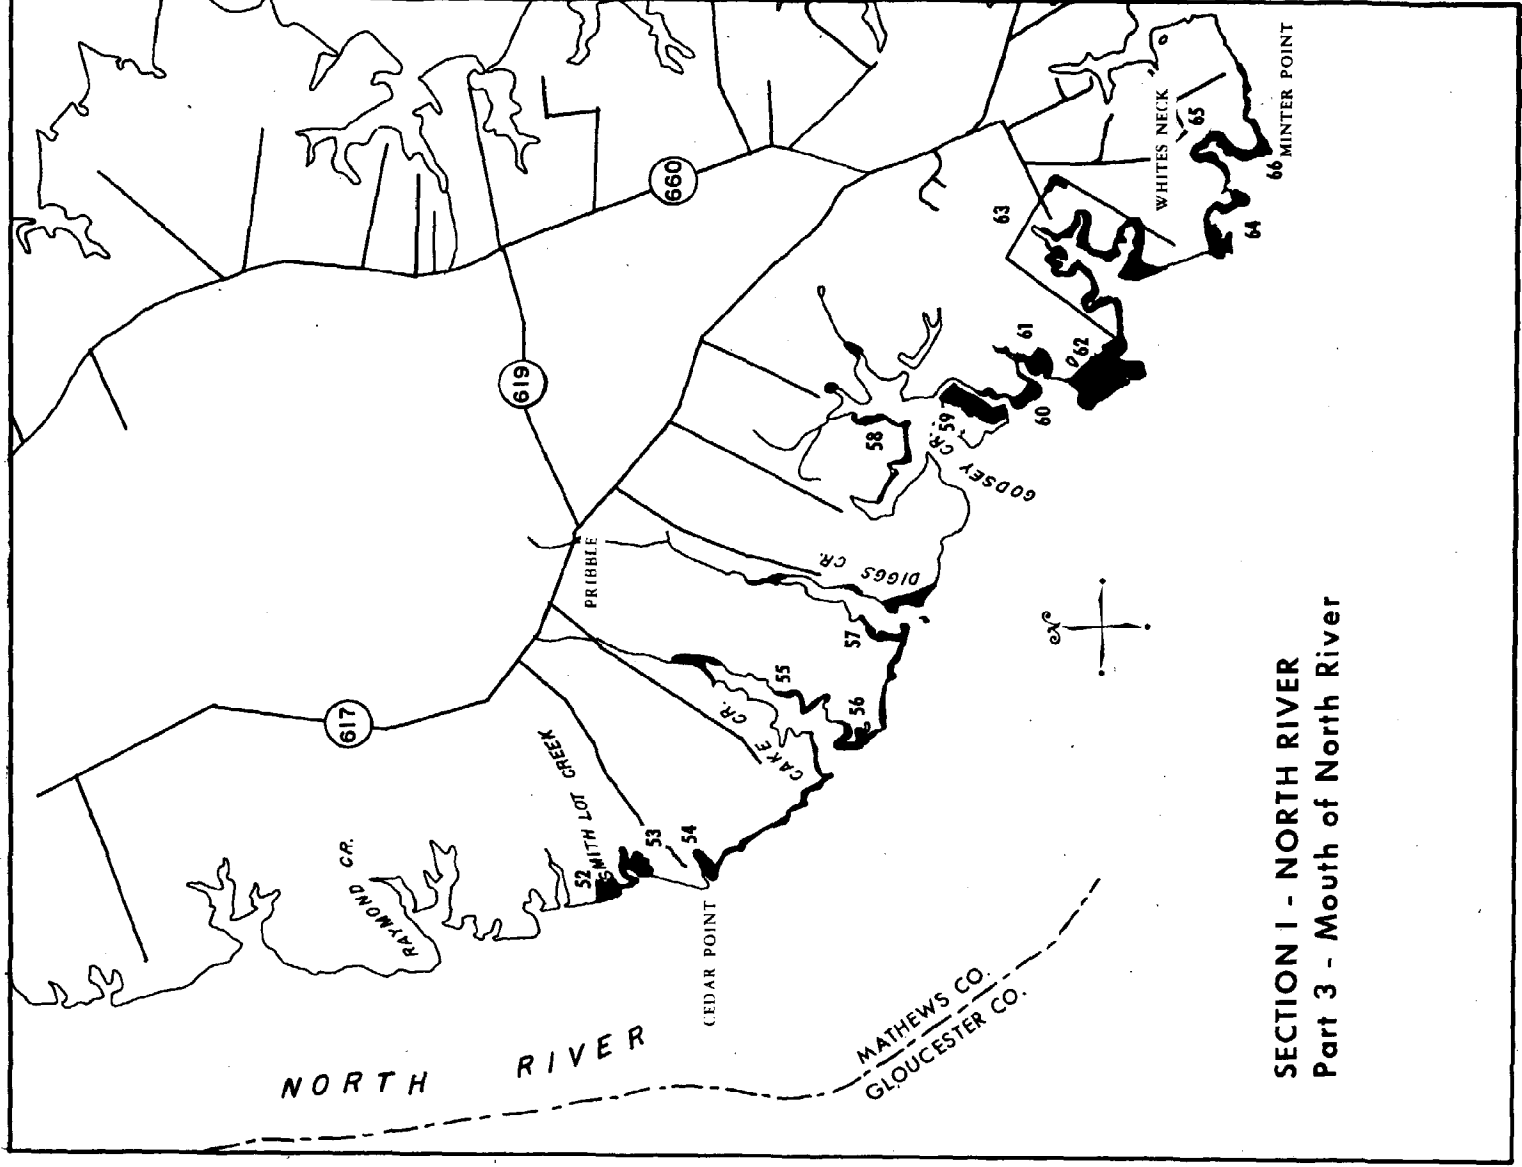 SECTION I - NORTH RIVER
Part 3 - Mouth of North River
NORTH RIVER
RAYMOND CR.
SMITH LOT CREEK
CEDAR POINT
CAKE CR.
PRIBBLE
DIGGS CR.
GODSEY CR.
WHITES NECK
MINTER POINT
MATHEWS CO.
GLOUCESTER CO.
617
619
660
52
53
54
55
56
57
58
59
60
61
62
63
64
65
66
N